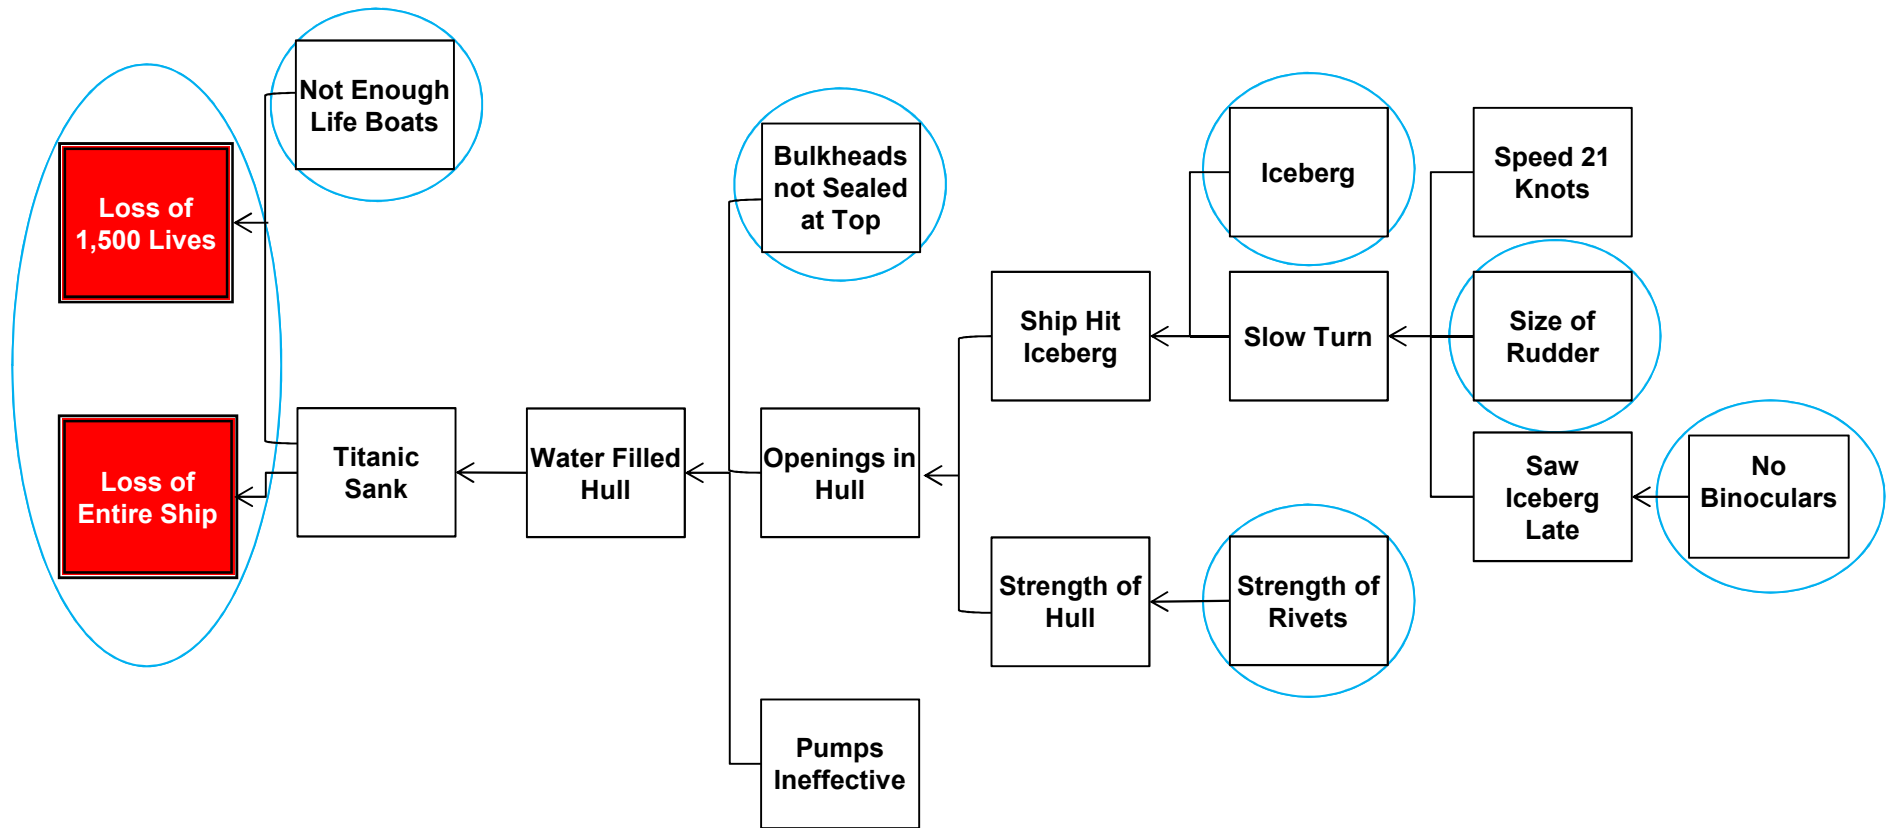 Not Enough
Life Boats
Loss of
1,500 Lives
Loss of
Entire Ship
Titanic
Sank
Water Filled
Hull
Bulkheads
not Sealed
at Top
Openings in
Hull
Pumps
Ineffective
Ship Hit
Iceberg
Strength of
Hull
Iceberg
Slow Turn
Strength of
Rivets
Speed 21
Knots
Size of
Rudder
Saw
Iceberg
Late
No
Binoculars